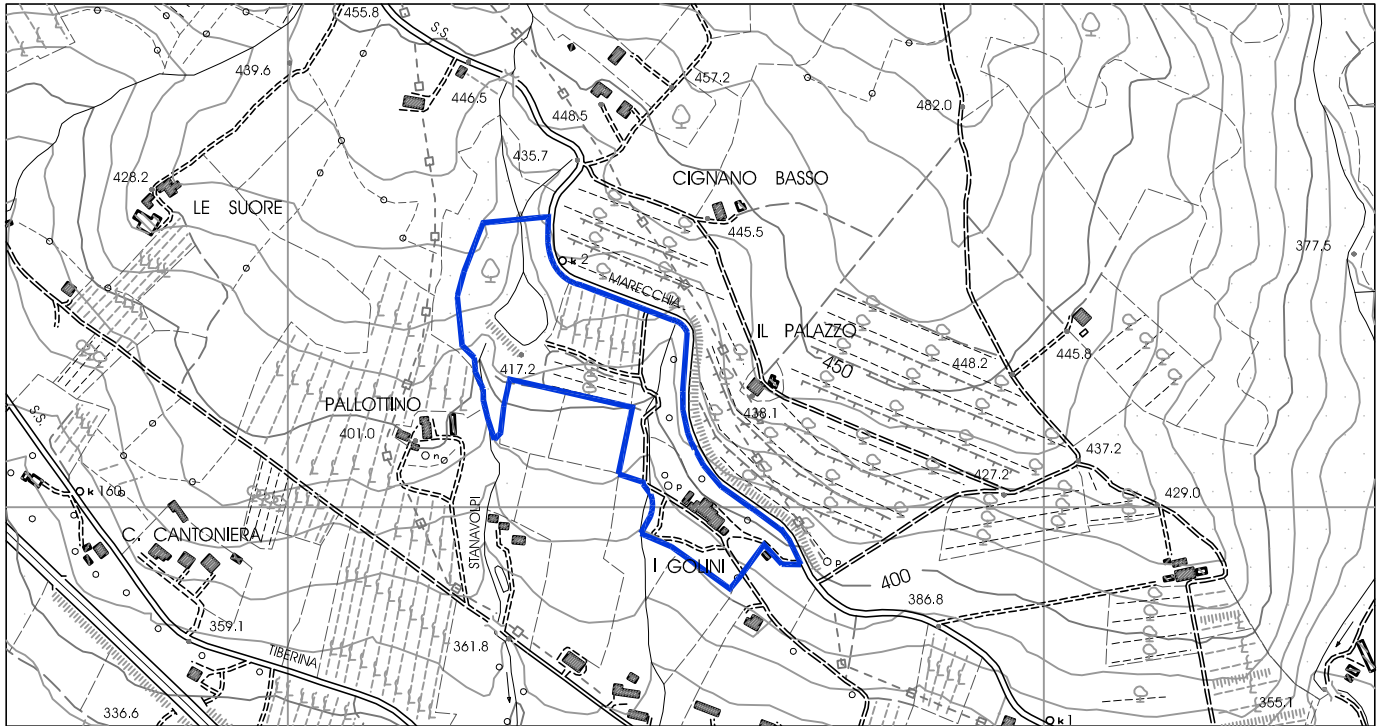 455.8
S.S.
439.6
446.5
457.2
448.5
482.0
435.7
428.2
CIGNANO BASSO
LE SUORE
445.5
377.5
k 2
MARECCHIA
IL PALAZZO
450
448.2
445.8
417.2
PALLOTTINO
438.1
401.0
n
437.2
S.S.
427.2
k 160
P
429.0
C. CANTONIERA
STANAVOLPI
I GOLINI
P
400
386.8
359.1
TIBERINA
361.8
336.6
355.1
k 1